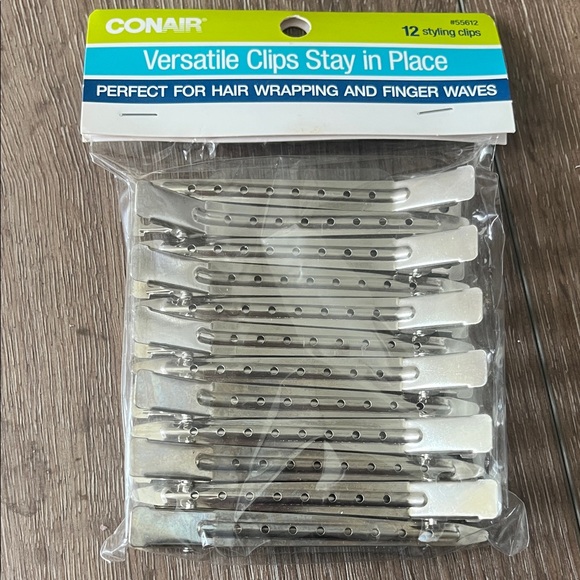 CONAIR®
#55612
12 styling clips
Versatile Clips Stay in Place
PERFECT FOR HAIR WRAPPING AND FINGER WAVES